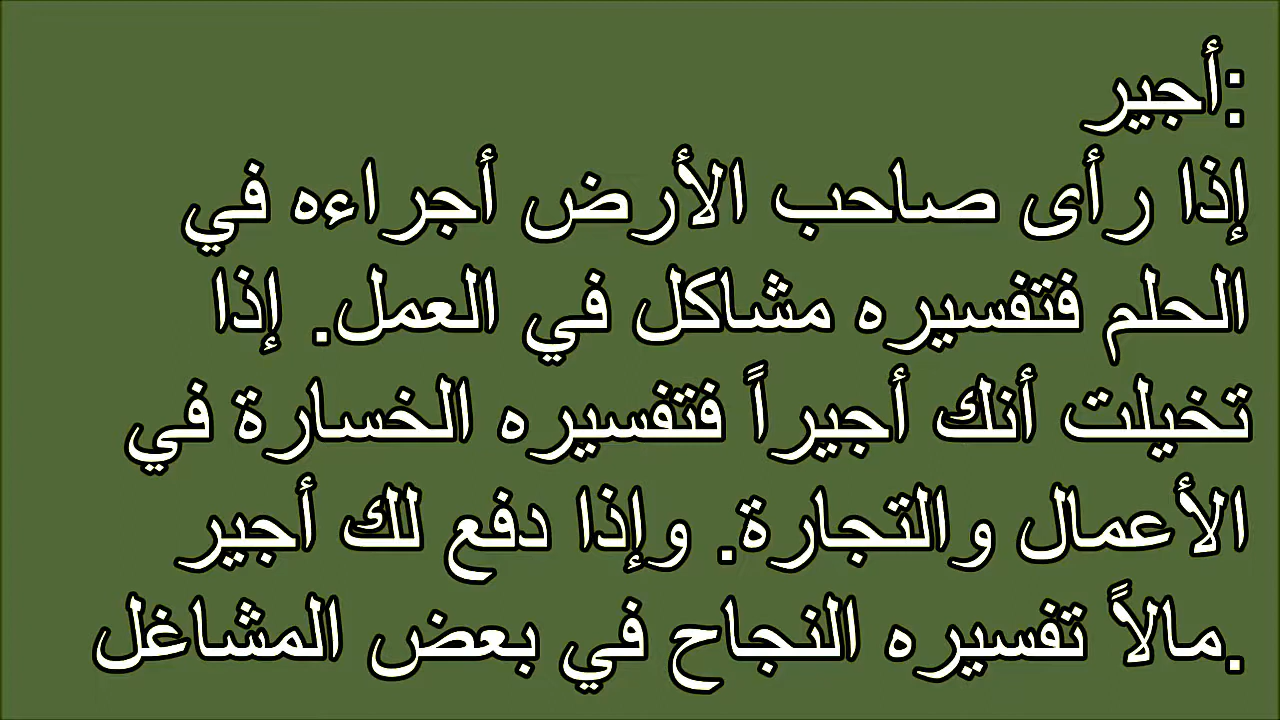 أجير:
إذا رأى صاحب الأرض أجراءه في
الحلم فتفسيره مشاكل في العمل. إذا
تخيلت أنك أجيراً فتفسيره الخسارة في
الأعمال والتجارة. وإذا دفع لك أجير
مالاً تفسيره النجاح في بعض المشاغل.